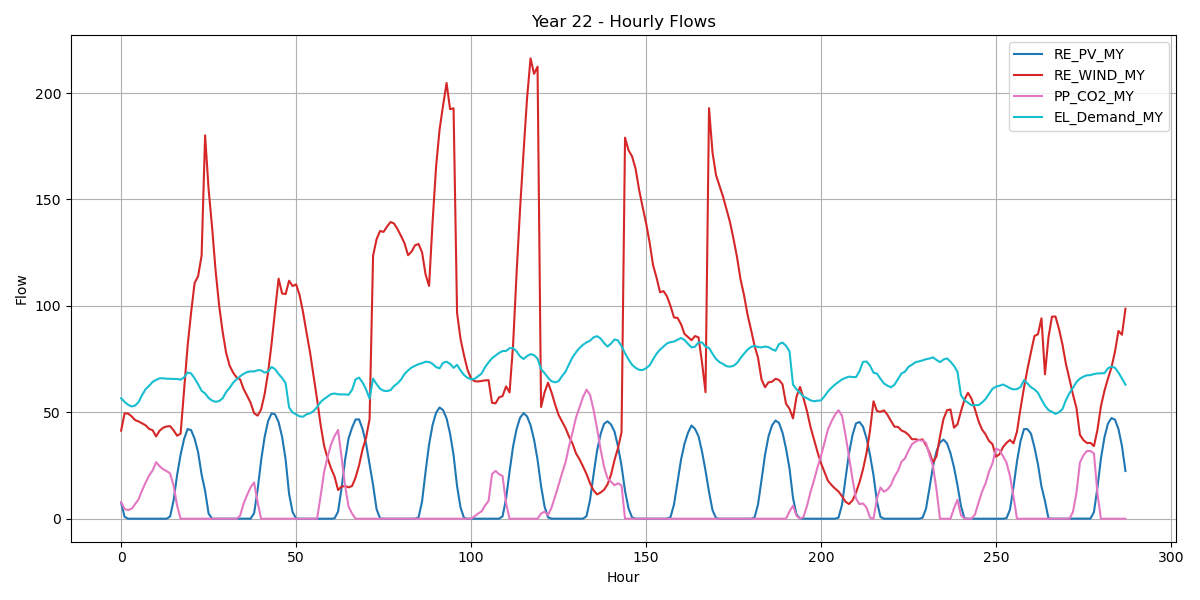 Year 22 - Hourly Flows
RE_PV_MY
RE_WIND_MY
PP_CO2_MY
EL_Demand_MY
Flow
200
150
100
50
0
0 50 100 150 200 250 300
Hour